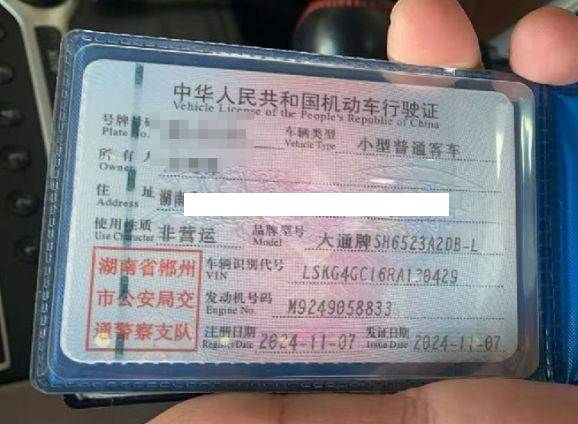 中华人民共和国机动车行驶证
Vehicle License of the People's Republic of China
号牌号码
Plate No.
车辆类型 小型普通客车
Vehicle Type
所有人
Owner
住址 湖南
使用性质 非营运 品牌型号 大通牌SH6523A2DB-L
Use Character Model
湖南省郴州
市公安局交
通警察支队
车辆识别代号 LSKG4GC16RA130429
VIN
发动机号码 M9249058833
Engine No.
注册日期 2024-11-07 发证日期 2024-11-07
Register Date Issue Date